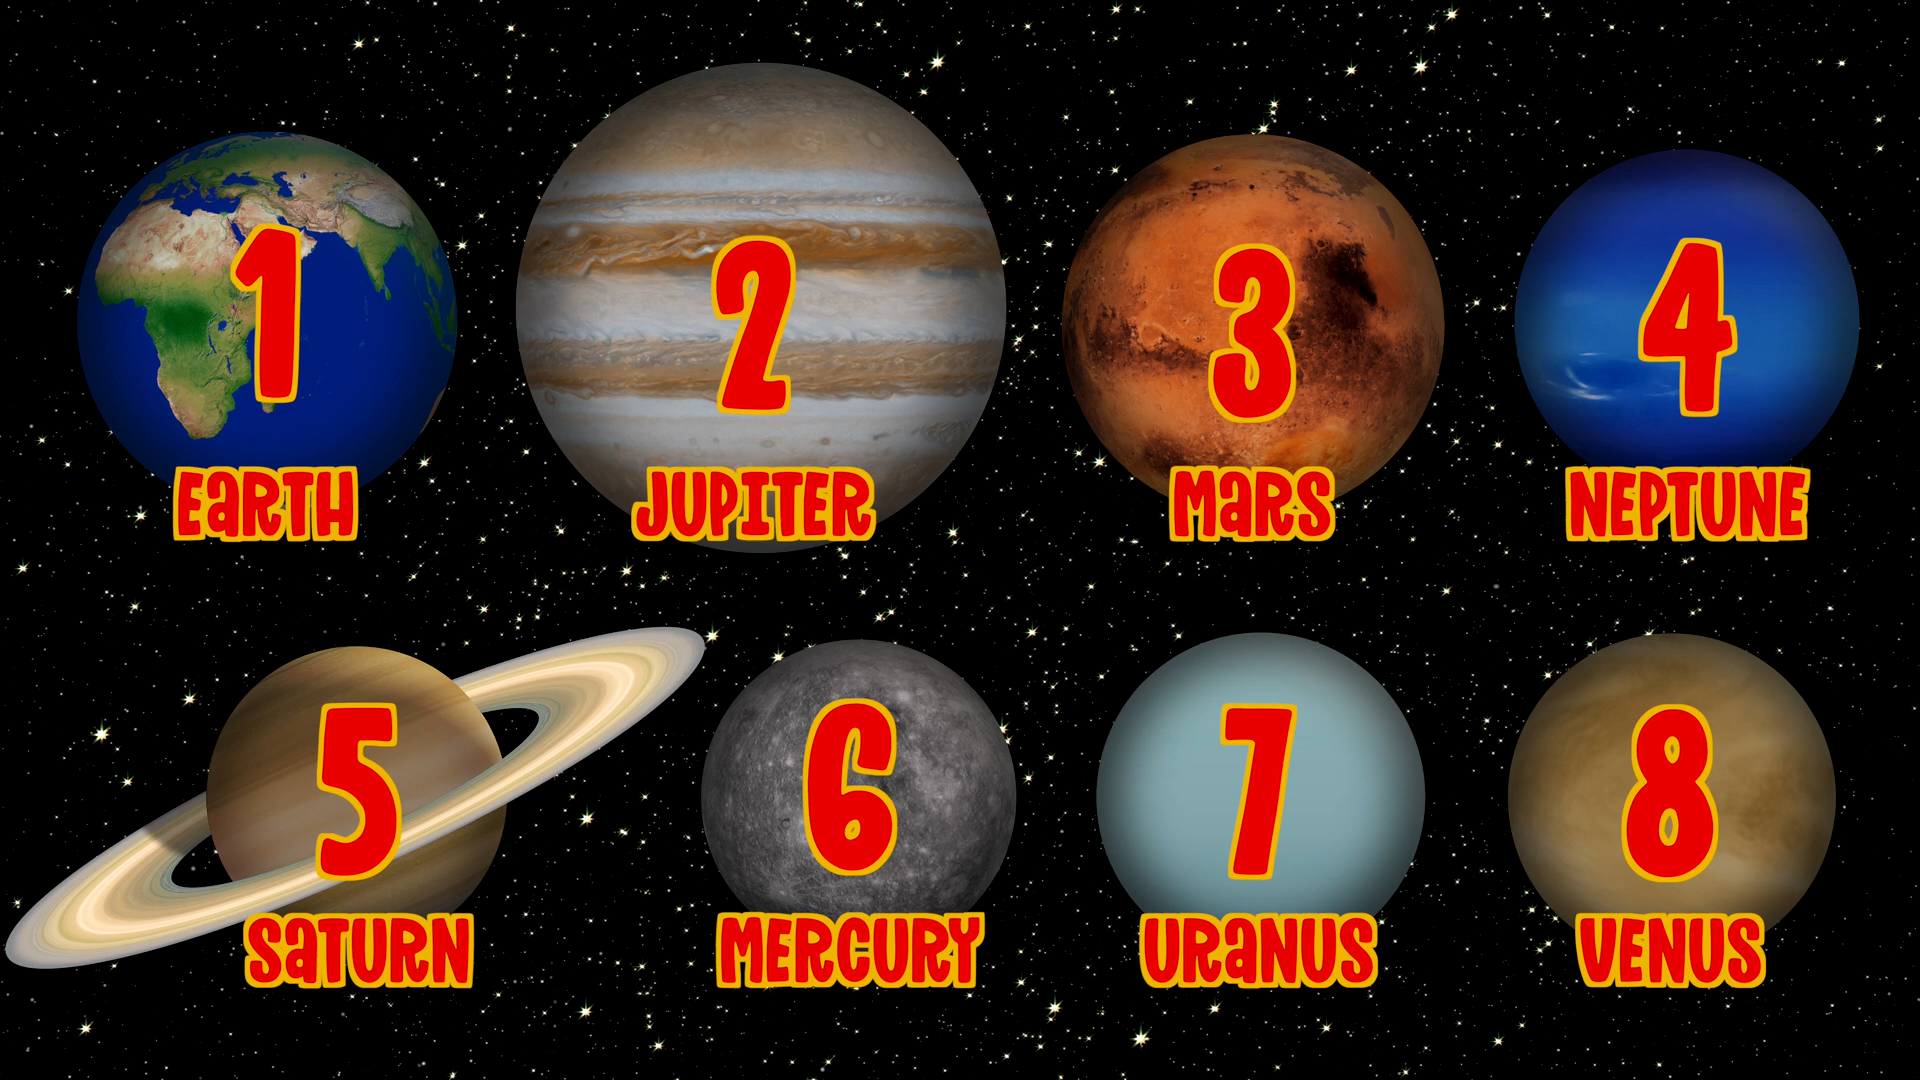 1
2
3
4
EaRTH
JUPITER
MaRS
NEPTUNE
5
6
7
8
SaTURN
MERCURY
URaNUS
VENUS